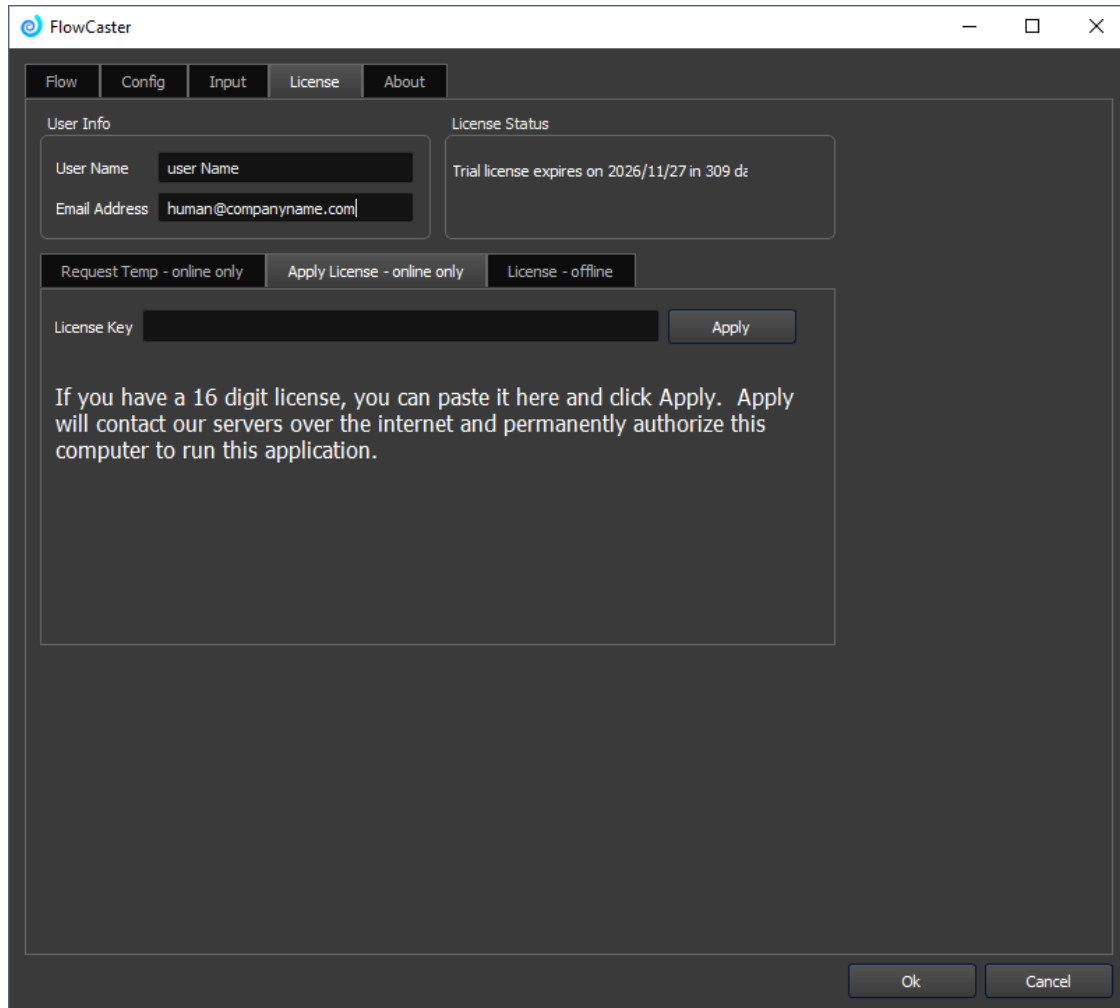 FlowCaster
Flow Config Input License About
User Info
User Name user Name
Email Address human@companyname.com
License Status
Trial license expires on 2026/11/27 in 309 da
Request Temp - online only Apply License - online only License - offline
License Key Apply
If you have a 16 digit license, you can paste it here and click Apply. Apply
will contact our servers over the internet and permanently authorize this
computer to run this application.
Ok Cancel